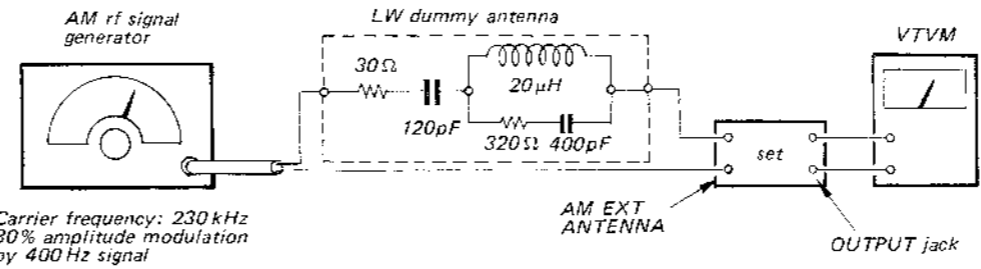 AM rf signal
generator
LW dummy antenna
30Ω
120pF
20μH
320Ω 400pF
VTVM
set
AM EXT
ANTENNA
OUTPUT jack
Carrier frequency: 230 kHz
amplitude modulation
by 400 Hz signal